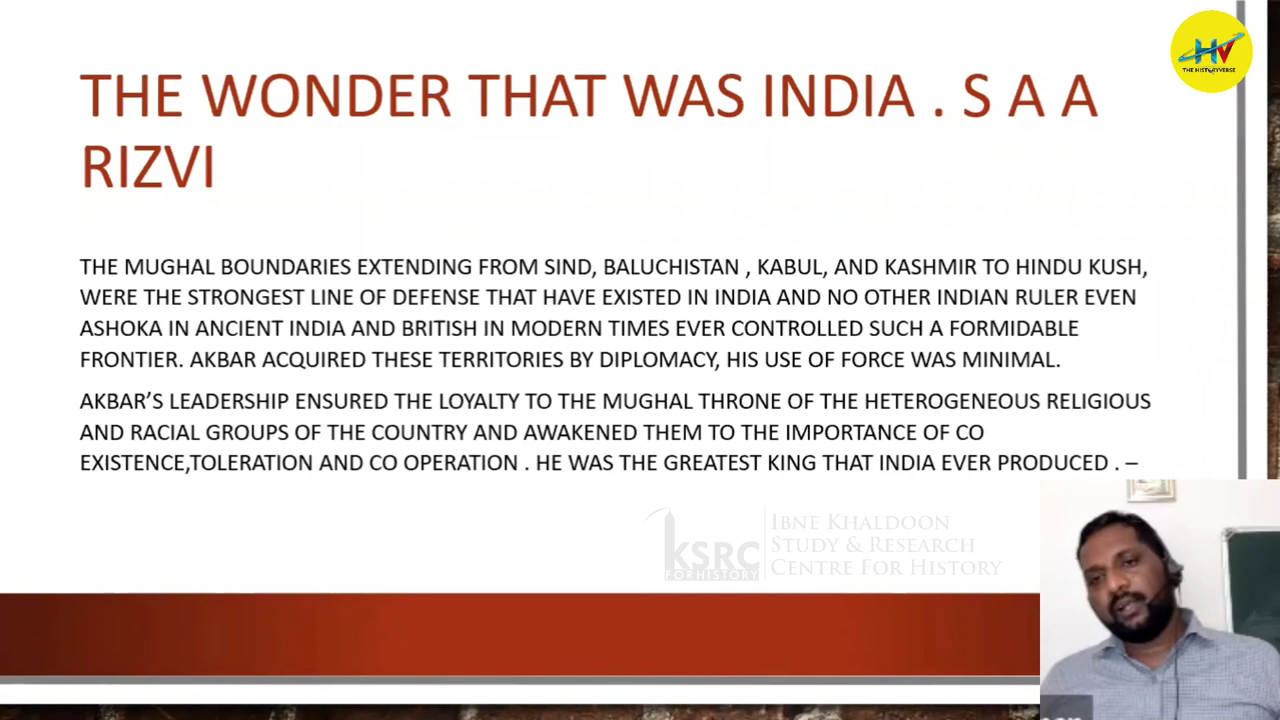 THE WONDER THAT WAS INDIA . S A A
RIZVI
THE MUGHAL BOUNDARIES EXTENDING FROM SIND, BALUCHISTAN , KABUL, AND KASHMIR TO HINDU KUSH,
WERE THE STRONGEST LINE OF DEFENSE THAT HAVE EXISTED IN INDIA AND NO OTHER INDIAN RULER EVEN
ASHOKA IN ANCIENT INDIA AND BRITISH IN MODERN TIMES EVER CONTROLLED SUCH A FORMIDABLE
FRONTIER. AKBAR ACQUIRED THESE TERRITORIES BY DIPLOMACY, HIS USE OF FORCE WAS MINIMAL.
AKBAR’S LEADERSHIP ENSURED THE LOYALTY TO THE MUGHAL THRONE OF THE HETEROGENEOUS RELIGIOUS
AND RACIAL GROUPS OF THE COUNTRY AND AWAKENED THEM TO THE IMPORTANCE OF CO
EXISTENCE,TOLERATION AND CO OPERATION . HE WAS THE GREATEST KING THAT INDIA EVER PRODUCED . –
HV
THE HISTORYVERSE
KSRC
FOR HISTORY
IBNE KHALDOON
STUDY & RESEARCH
CENTRE FOR HISTORY